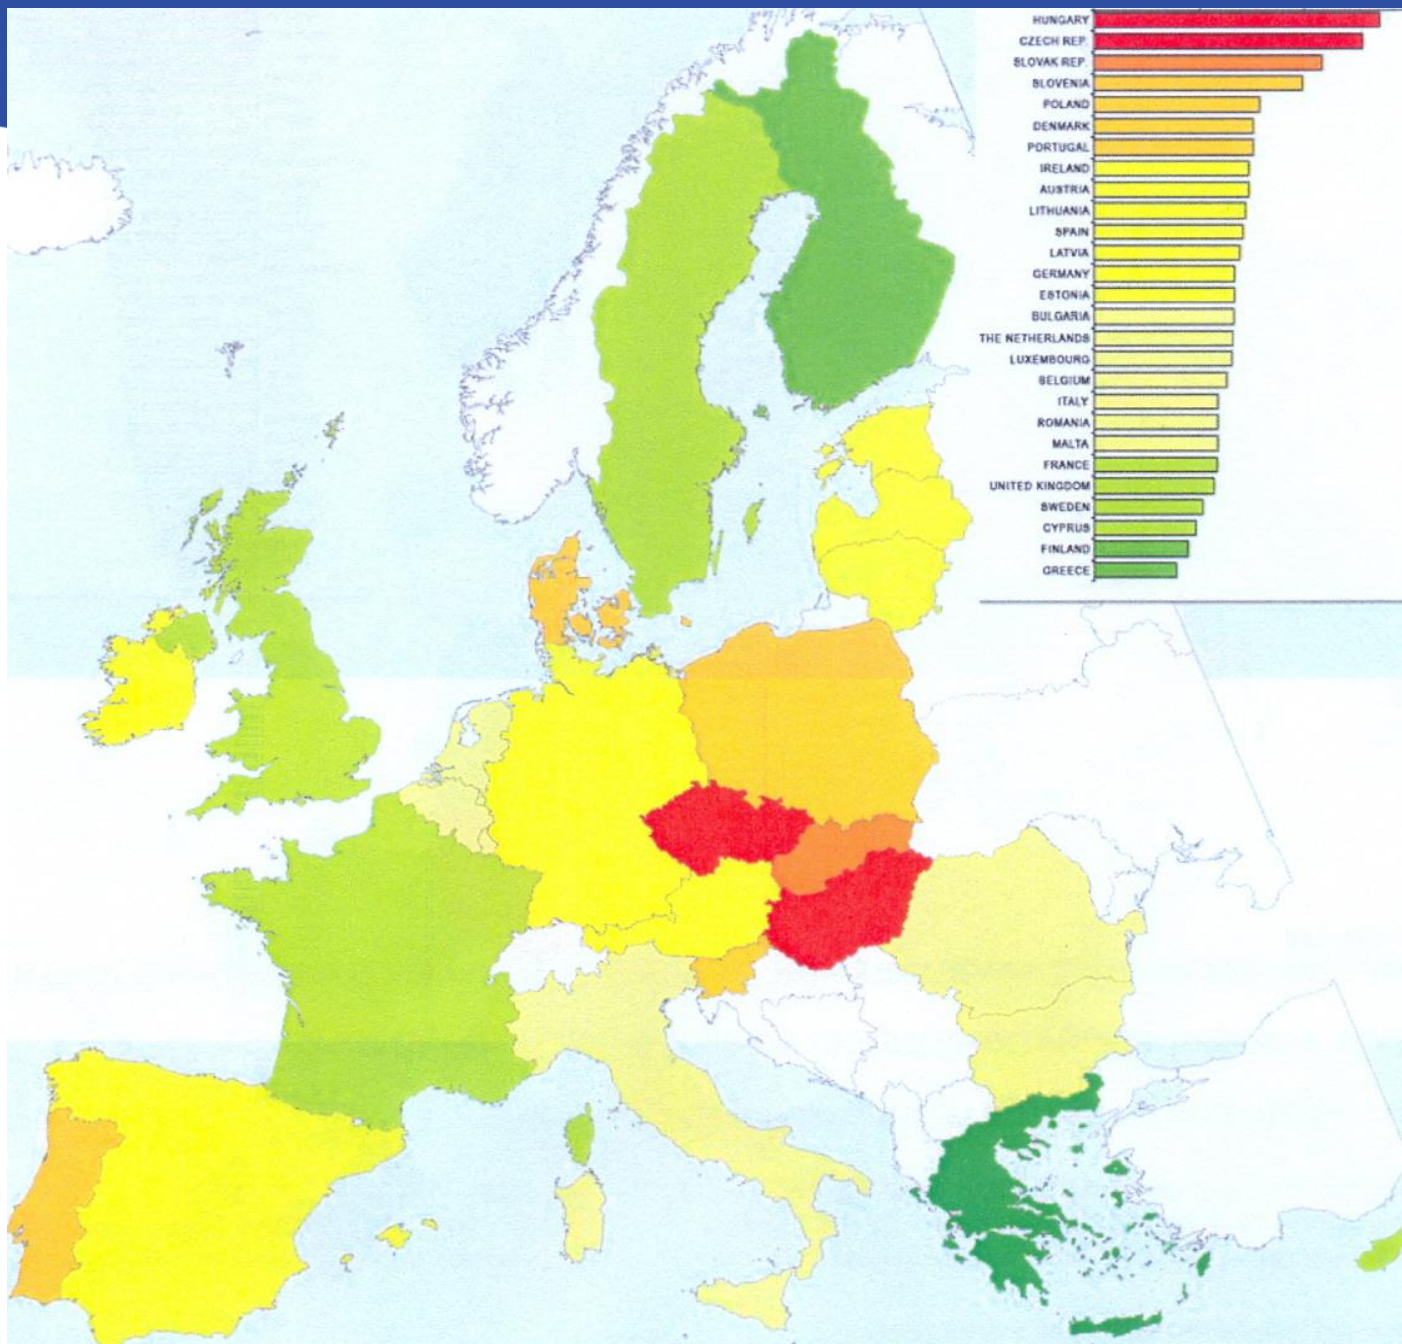 HUNGARY
CZECH REP.
SLOVAK REP.
SLOVENIA
POLAND
DENMARK
PORTUGAL
IRELAND
AUSTRIA
LITHUANIA
SPAIN
LATVIA
GERMANY
ESTONIA
BULGARIA
THE NETHERLANDS
LUXEMBOURG
BELGIUM
ITALY
ROMANIA
MALTA
FRANCE
UNITED KINGDOM
SWEDEN
CYPRUS
FINLAND
GREECE